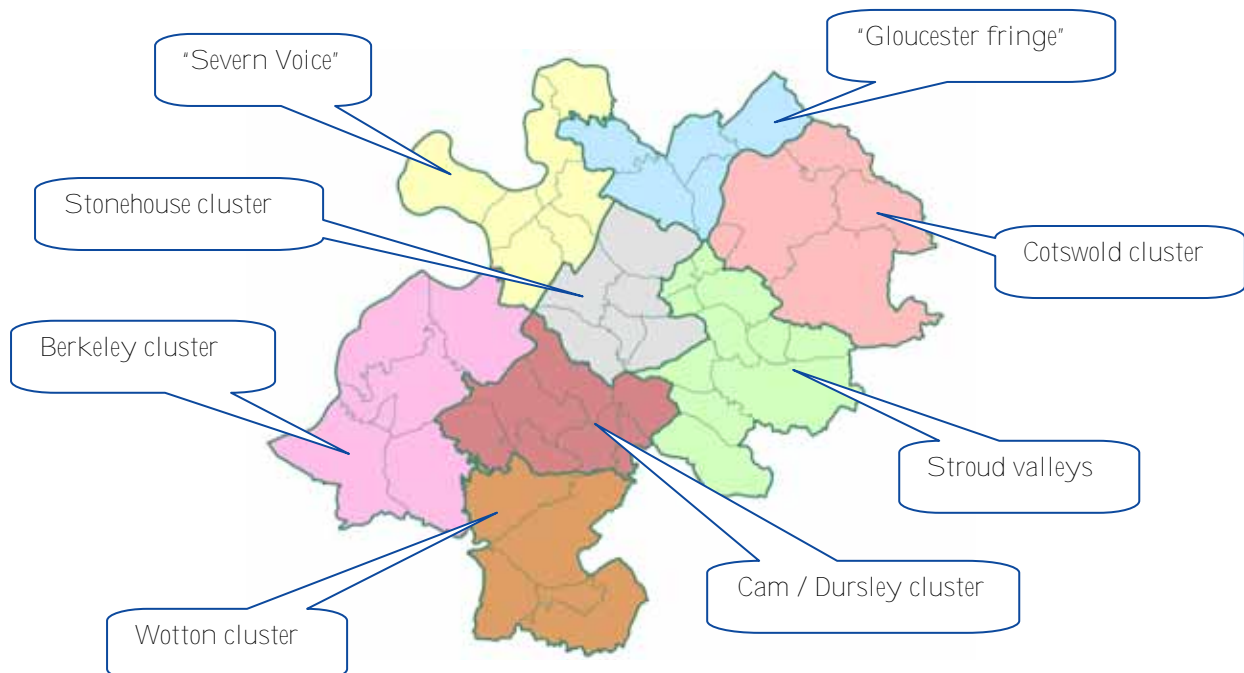 "Severn Voice"
"Gloucester fringe"
Stonehouse cluster
Cotswold cluster
Berkeley cluster
Stroud valleys
Cam / Dursley cluster
Wotton cluster